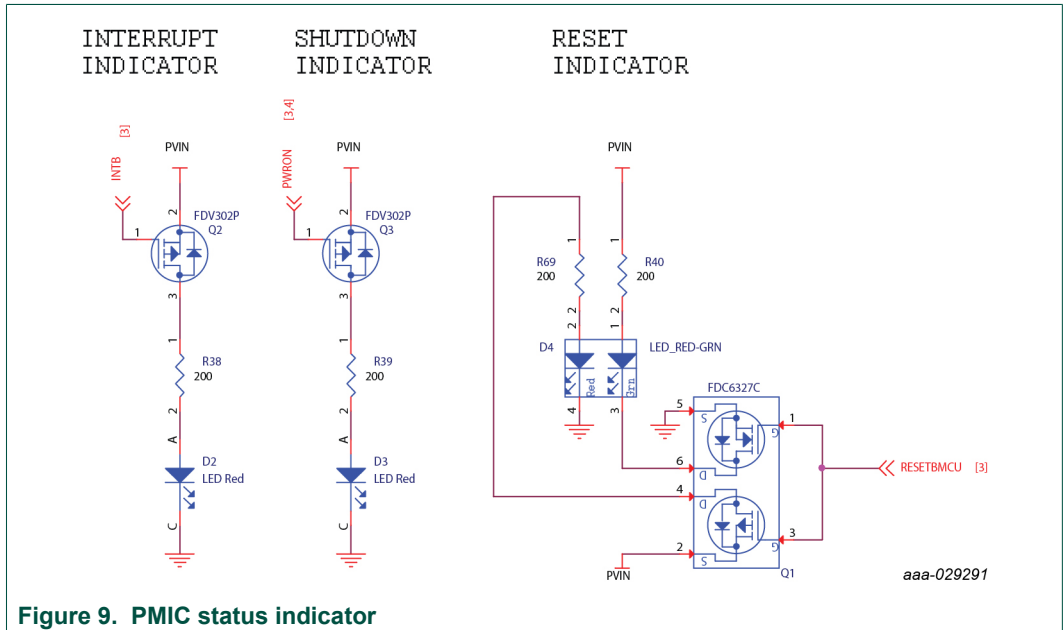 INTERRUPT
INDICATOR
SHUTDOWN
INDICATOR
RESET
INDICATOR
INTB [3]
PVIN
2
FDV302P
Q2
1
3
1
R38
200
2
A
D2
LED Red
C
PWRON [3,4]
PVIN
2
FDV302P
Q3
1
3
1
R39
200
2
A
D3
LED Red
C
PVIN
1
1
R69
200
R40
200
2
2
2
1
D4
LED_RED-GRN
Red
Grn
4
3
FDC6327C
5
S
1
G
6
D
4
D
3
G
2
S
PVIN
Q1
RESETBMCU [3]
aaa-029291
Figure 9. PMIC status indicator